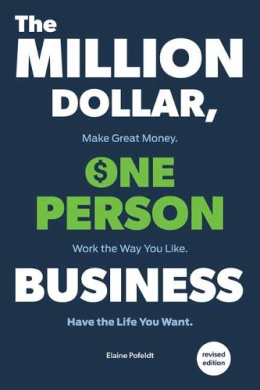 The
MILLION
DOLLAR,
Make Great Money.
ONE
PERSON
Work the Way You Like.
BUSINESS
Have the Life You Want.
Elaine Pofeldt
revised
edition